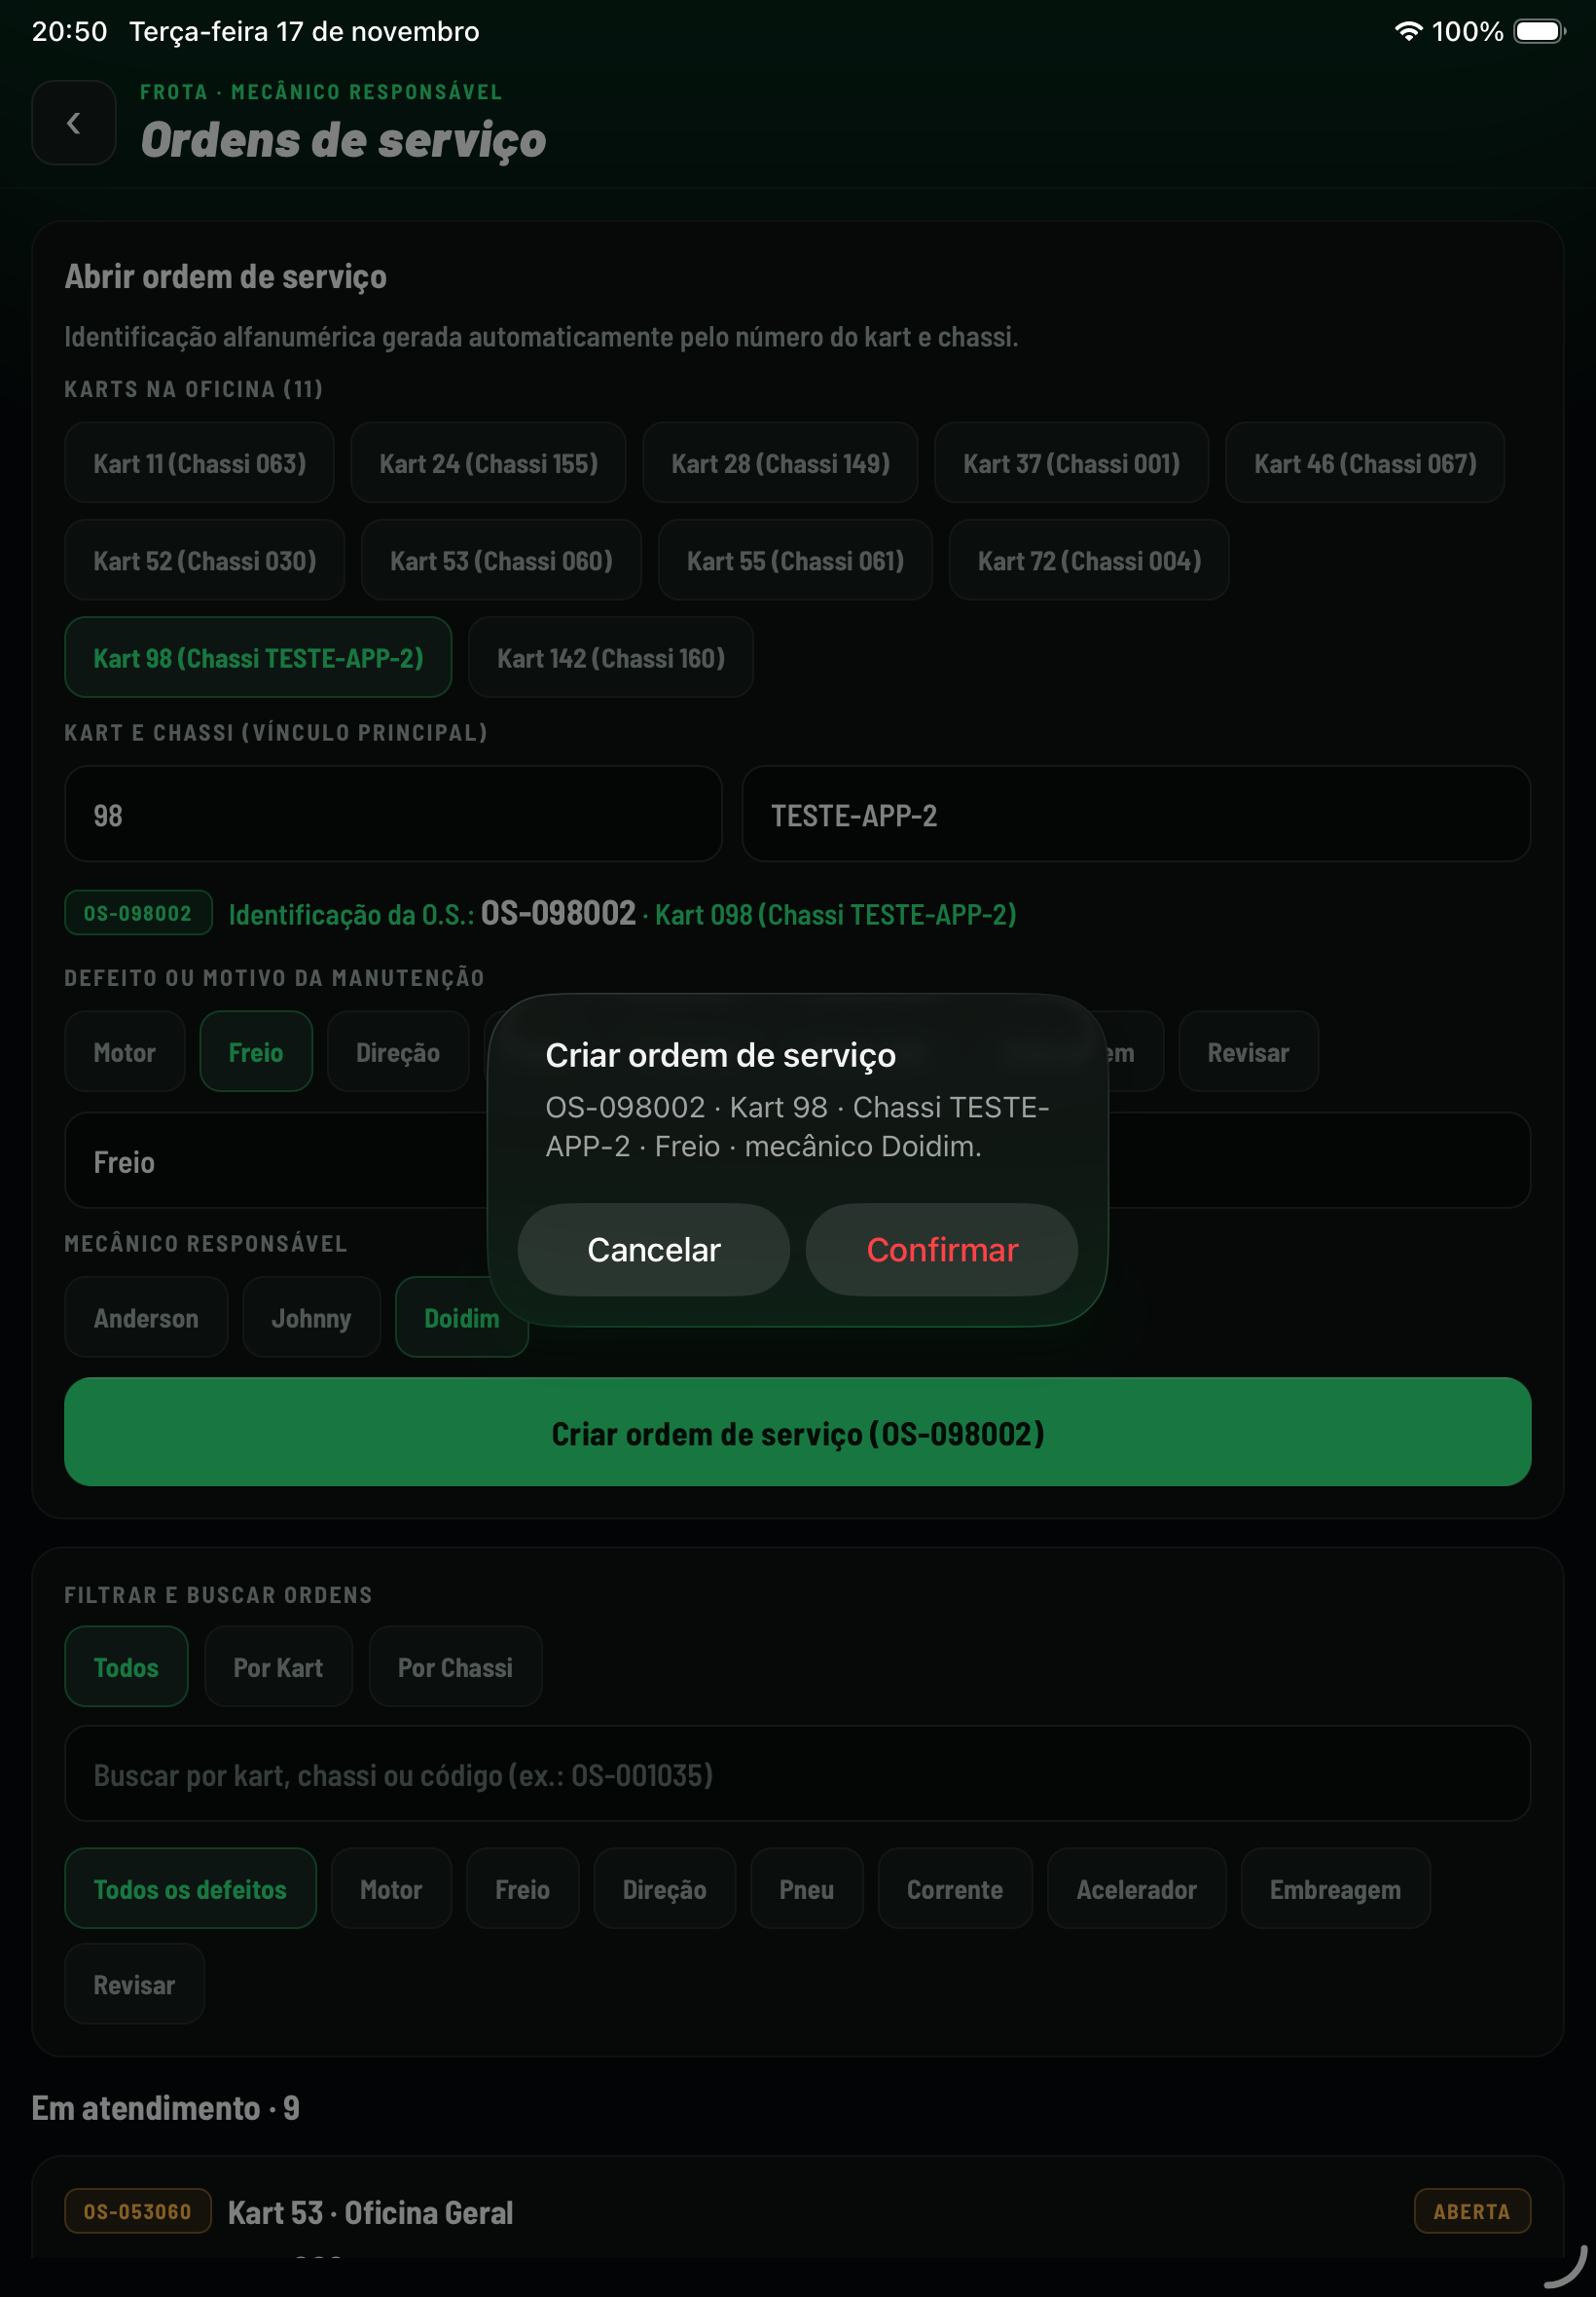 20:50 Terça-feira 17 de novembro 100%
FROTA · MECÂNICO RESPONSÁVEL
Ordens de serviço
Abrir ordem de serviço
Identificação alfanumérica gerada automaticamente pelo número do kart e chassi.
KARTS NA OFICINA (11)
Kart 11 (Chassi 063) Kart 24 (Chassi 155) Kart 28 (Chassi 149) Kart 37 (Chassi 001) Kart 46 (Chassi 067)
Kart 52 (Chassi 030) Kart 53 (Chassi 060) Kart 55 (Chassi 061) Kart 72 (Chassi 004)
Kart 98 (Chassi TESTE-APP-2) Kart 142 (Chassi 160)
KART E CHASSI (VÍNCULO PRINCIPAL)
98 TESTE-APP-2
OS-098002 Identificação da O.S.: OS-098002 · Kart 098 (Chassi TESTE-APP-2)
DEFEITO OU MOTIVO DA MANUTENÇÃO
Motor Freio Direção em Revisar
Freio
Criar ordem de serviço
OS-098002 · Kart 98 · Chassi TESTE-
APP-2 · Freio · mecânico Doidim.
Cancelar Confirmar
MECÂNICO RESPONSÁVEL
Anderson Johnny Doidim
Criar ordem de serviço (OS-098002)
FILTRAR E BUSCAR ORDENS
Todos Por Kart Por Chassi
Buscar por kart, chassi ou código (ex.: OS-001035)
Todos os defeitos Motor Freio Direção Pneu Corrente Acelerador Embreagem
Revisar
Em atendimento · 9
OS-053060 Kart 53 · Oficina Geral ABERTA